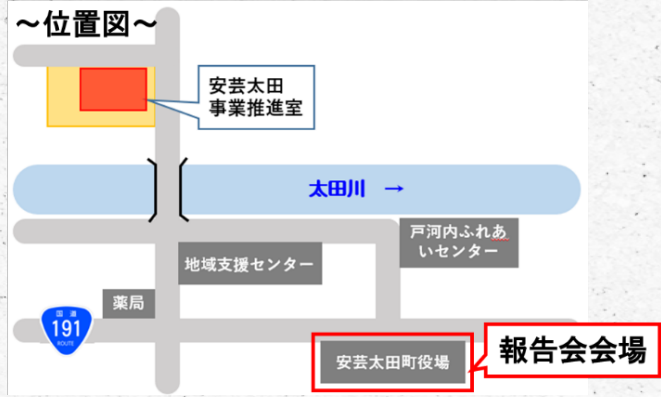 ～位置図～
安芸太田
事業推進室
太田川　→
戸河内ふれあ
いセンター
地域支援センター
薬局
国道
191
ROUTE
報告会会場
安芸太田町役場